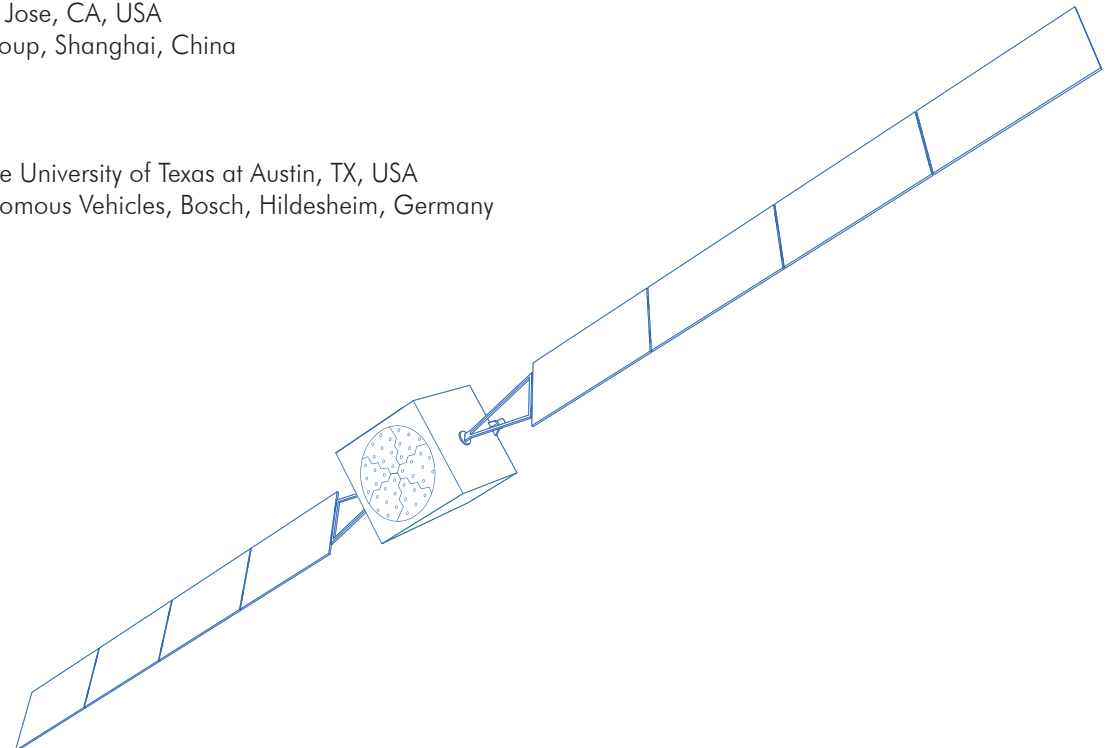 Jose, CA, USA
oup, Shanghai, China
e University of Texas at Austin, TX, USA
omous Vehicles, Bosch, Hildesheim, Germany